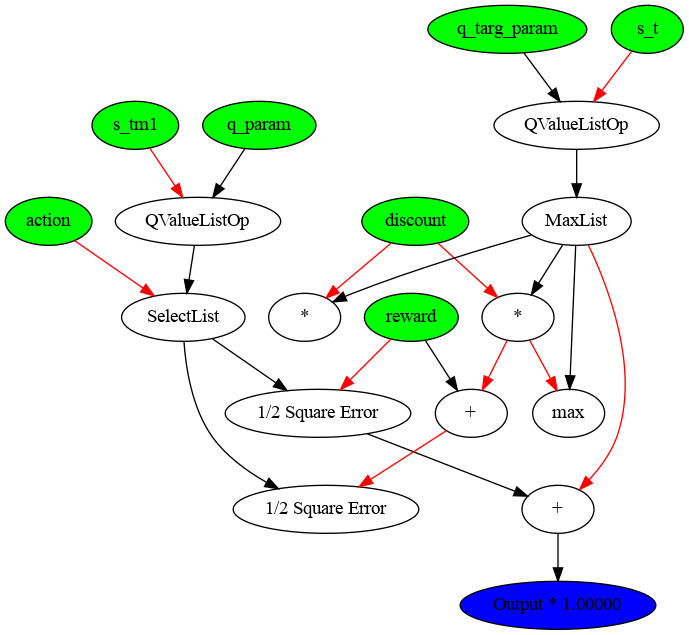 q_targ_param
s_t
s_tm1
q_param
QValueListOp
action
QValueListOp
discount
MaxList
SelectList
*
reward
*
1/2 Square Error
+
max
1/2 Square Error
+
Output * 1.00000